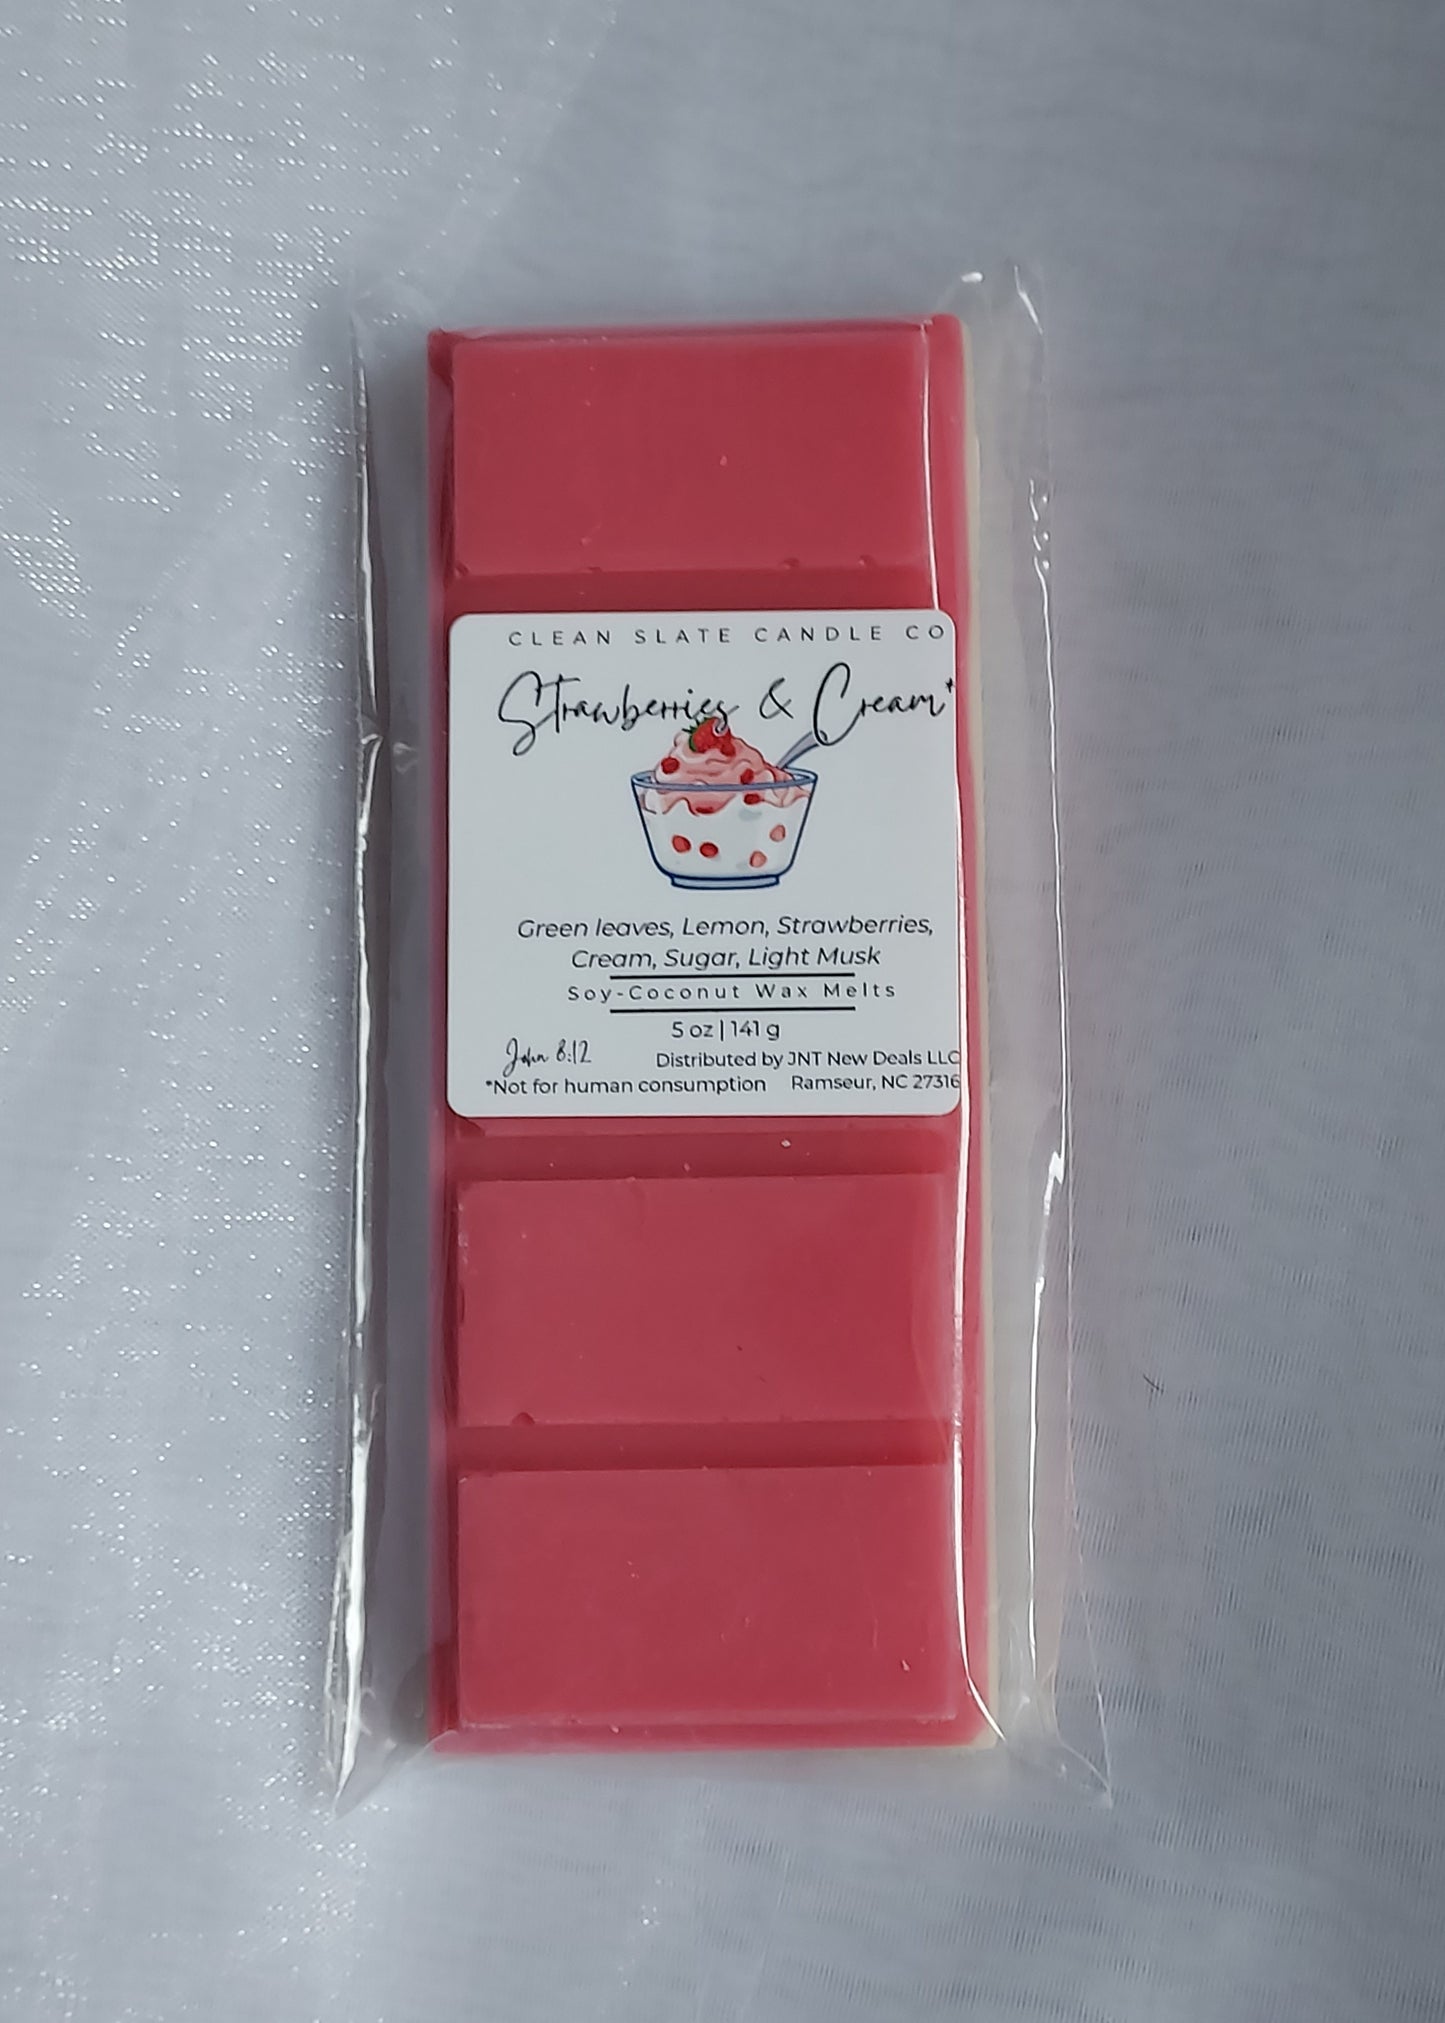 CLEAN SLATE CANDLE CO
Strawberries & Cream*
Green leaves, Lemon, Strawberries,
Cream, Sugar, Light Musk
Soy-Coconut Wax Melts
5 oz | 141 g
John 8:12 Distributed by JNT New Deals LLC
*Not for human consumption Ramseur, NC 27316